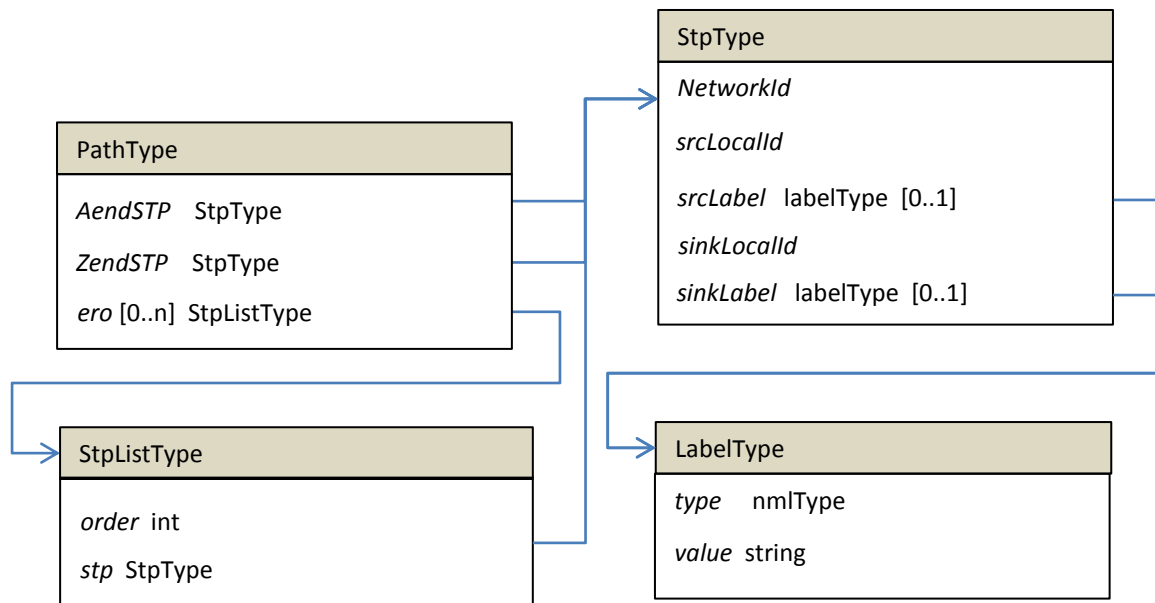 StpType
NetworkId
srcLocalId
srcLabel labelType [0..1]
sinkLocalId
sinkLabel labelType [0..1]
PathType
AendSTP StpType
ZendSTP StpType
ero [0..n] StpListType
StpListType
order int
stp StpType
LabelType
type nmlType
value string